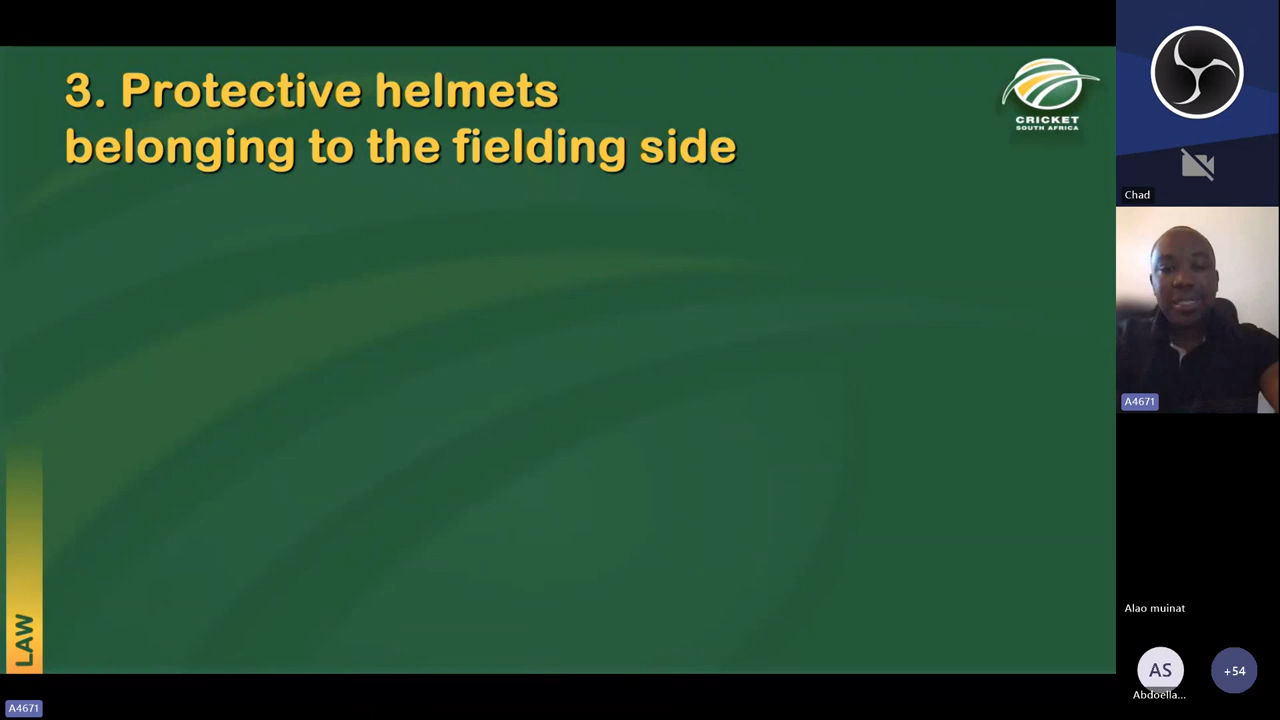 3. Protective helmets
belonging to the fielding side
CRICKET
SOUTH AFRICA
LAW
A4671
Chad
A4671
Alao muinat
AS
Abdoella...
+54